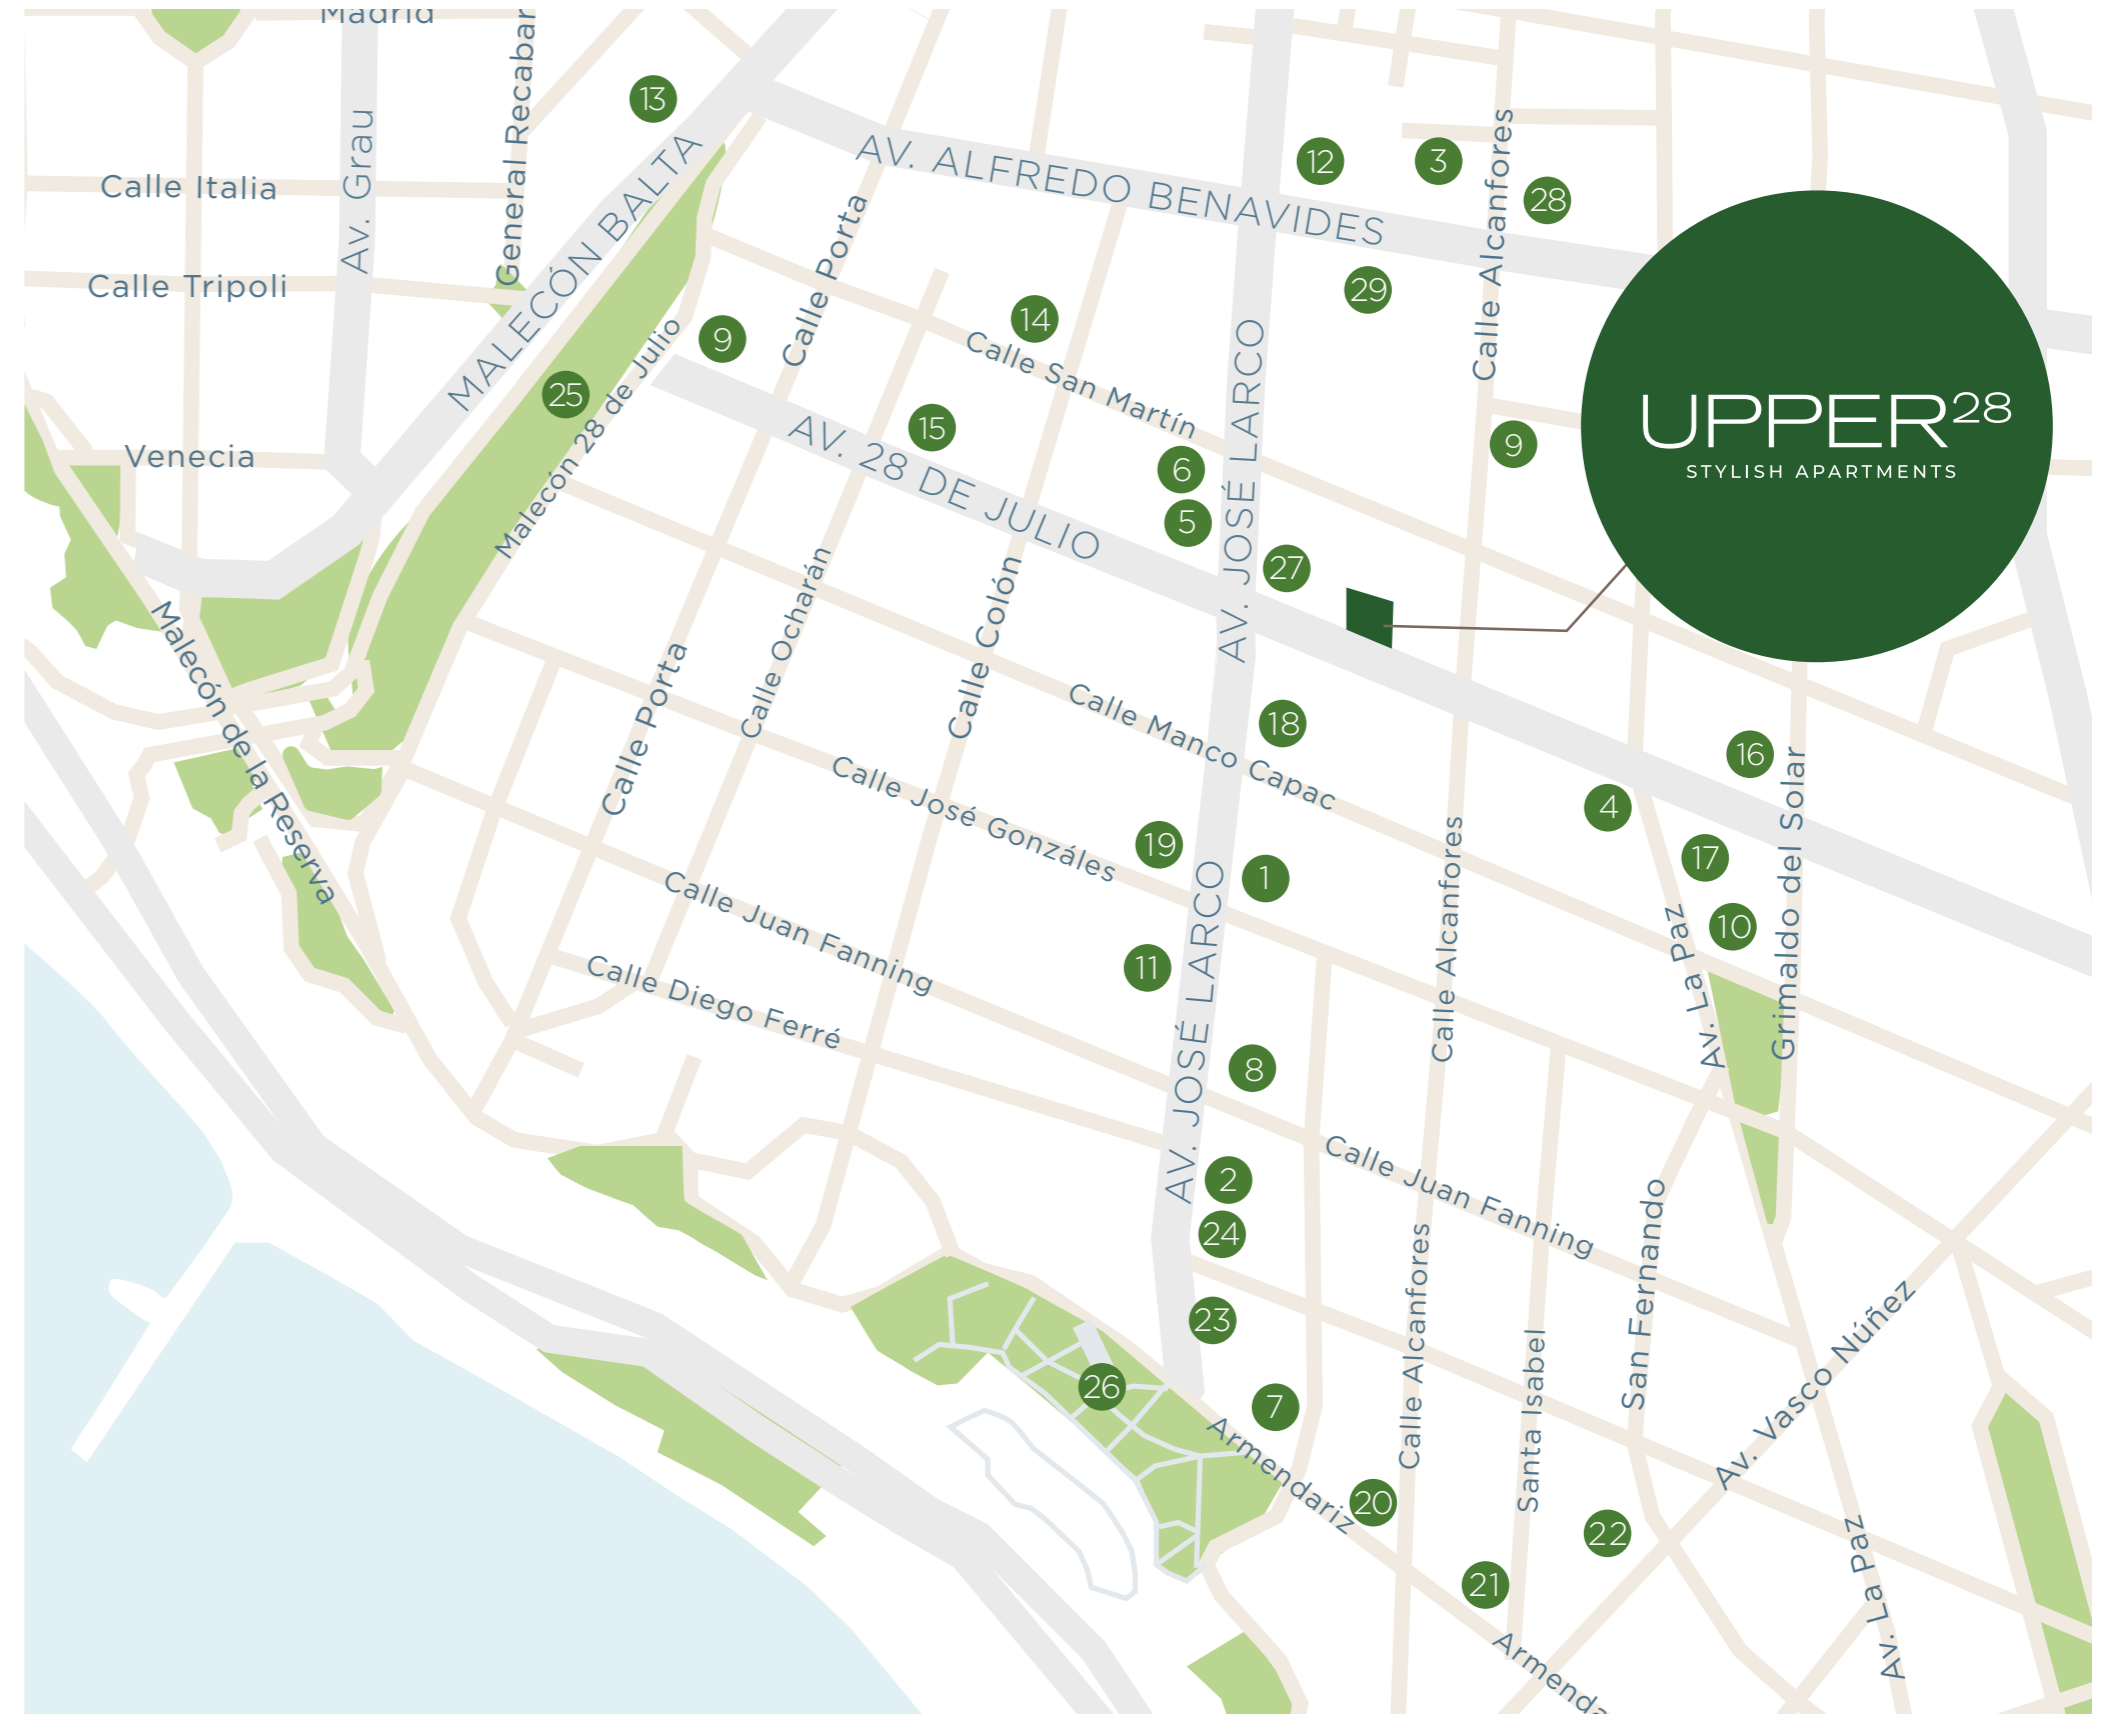 Madrid
General Recabar
Av. Grau
13
MALECÓN BALTA
Calle Italia
Calle Tripoli
Venecia
AV. ALFREDO BENAVIDES
12
3
28
Calle Alcanfores
29
Calle Porta
14
Calle San Martín
9
25
Malecón 28 de Julio
15
AV. 28 DE JULIO
6
5
AV. JOSÉ LARCO
27
9
UPPER28
STYLISH APARTMENTS
Malecón de la Reserva
Calle Porta
Calle Ocharán
Calle Colón
Calle Manco Capac
18
16
4
17
10
Grimaldo del Solar
Av. La Paz
Calle José Gonzáles
19
1
Calle Alcanfores
Calle Juan Fanning
11
AV. JOSÉ LARCO
Calle Diego Ferré
8
2
24
23
Calle Juan Fanning
San Fernando
Calle Alcanfores
Santa Isabel
Av. Vasco Núñez
26
7
Armendariz
20
22
21
Av. La Paz
Armenda